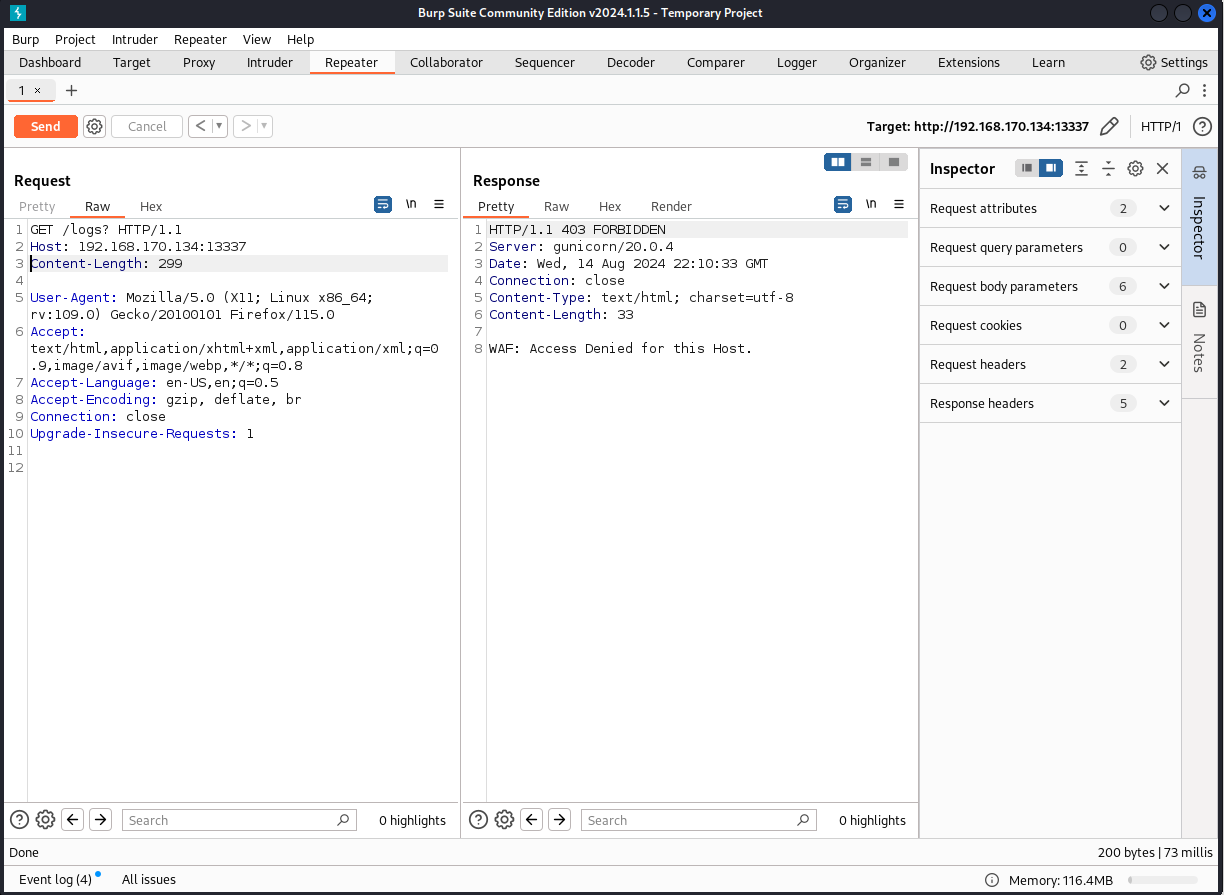 Burp Suite Community Edition v2024.1.1.5 - Temporary Project
Burp Project Intruder Repeater View Help
Dashboard Target Proxy Intruder Repeater Collaborator Sequencer Decoder Comparer Logger Organizer Extensions Learn Settings
1 × +
Send Cancel < >
Target: http://192.168.170.134:13337 HTTP/1 ?
Request
Pretty Raw Hex \n
1 GET /logs? HTTP/1.1
2 Host: 192.168.170.134:13337
3 Content-Length: 299
4
5 User-Agent: Mozilla/5.0 (X11; Linux x86_64;
rv:109.0) Gecko/20100101 Firefox/115.0
6 Accept:
text/html,application/xhtml+xml,application/xml;q=0
.9,image/avif,image/webp,*/*;q=0.8
7 Accept-Language: en-US,en;q=0.5
8 Accept-Encoding: gzip, deflate, br
9 Connection: close
10 Upgrade-Insecure-Requests: 1
11
12
Search 0 highlights
Response
Pretty Raw Hex Render \n
1 HTTP/1.1 403 FORBIDDEN
2 Server: gunicorn/20.0.4
3 Date: Wed, 14 Aug 2024 22:10:33 GMT
4 Connection: close
5 Content-Type: text/html; charset=utf-8
6 Content-Length: 33
7
8 WAF: Access Denied for this Host.
Search 0 highlights
Inspector
Request attributes 2
Request query parameters 0
Request body parameters 6
Request cookies 0
Request headers 2
Response headers 5
Inspector
Notes
Done 200 bytes | 73 millis
Event log (4) All issues Memory: 116.4MB